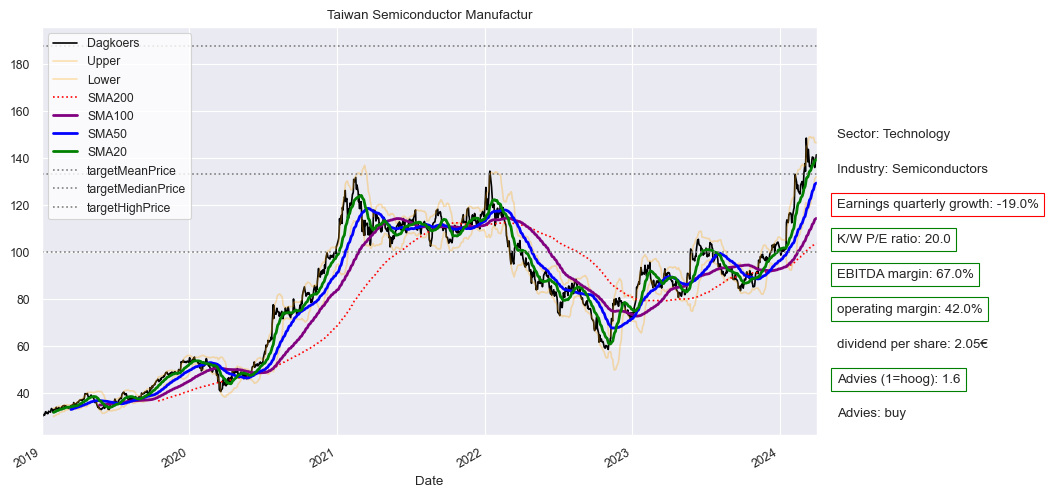 Taiwan Semiconductor Manufactur
Dagkoers
Upper
Lower
SMA200
SMA100
SMA50
SMA20
targetMeanPrice
targetMedianPrice
targetHighPrice
180
160
140
120
100
80
60
40
2019
2020
2021
2022
2023
2024
Date
Sector: Technology
Industry: Semiconductors
Earnings quarterly growth: -19.0%
K/W P/E ratio: 20.0
EBITDA margin: 67.0%
operating margin: 42.0%
dividend per share: 2.05€
Advies (1=hoog): 1.6
Advies: buy